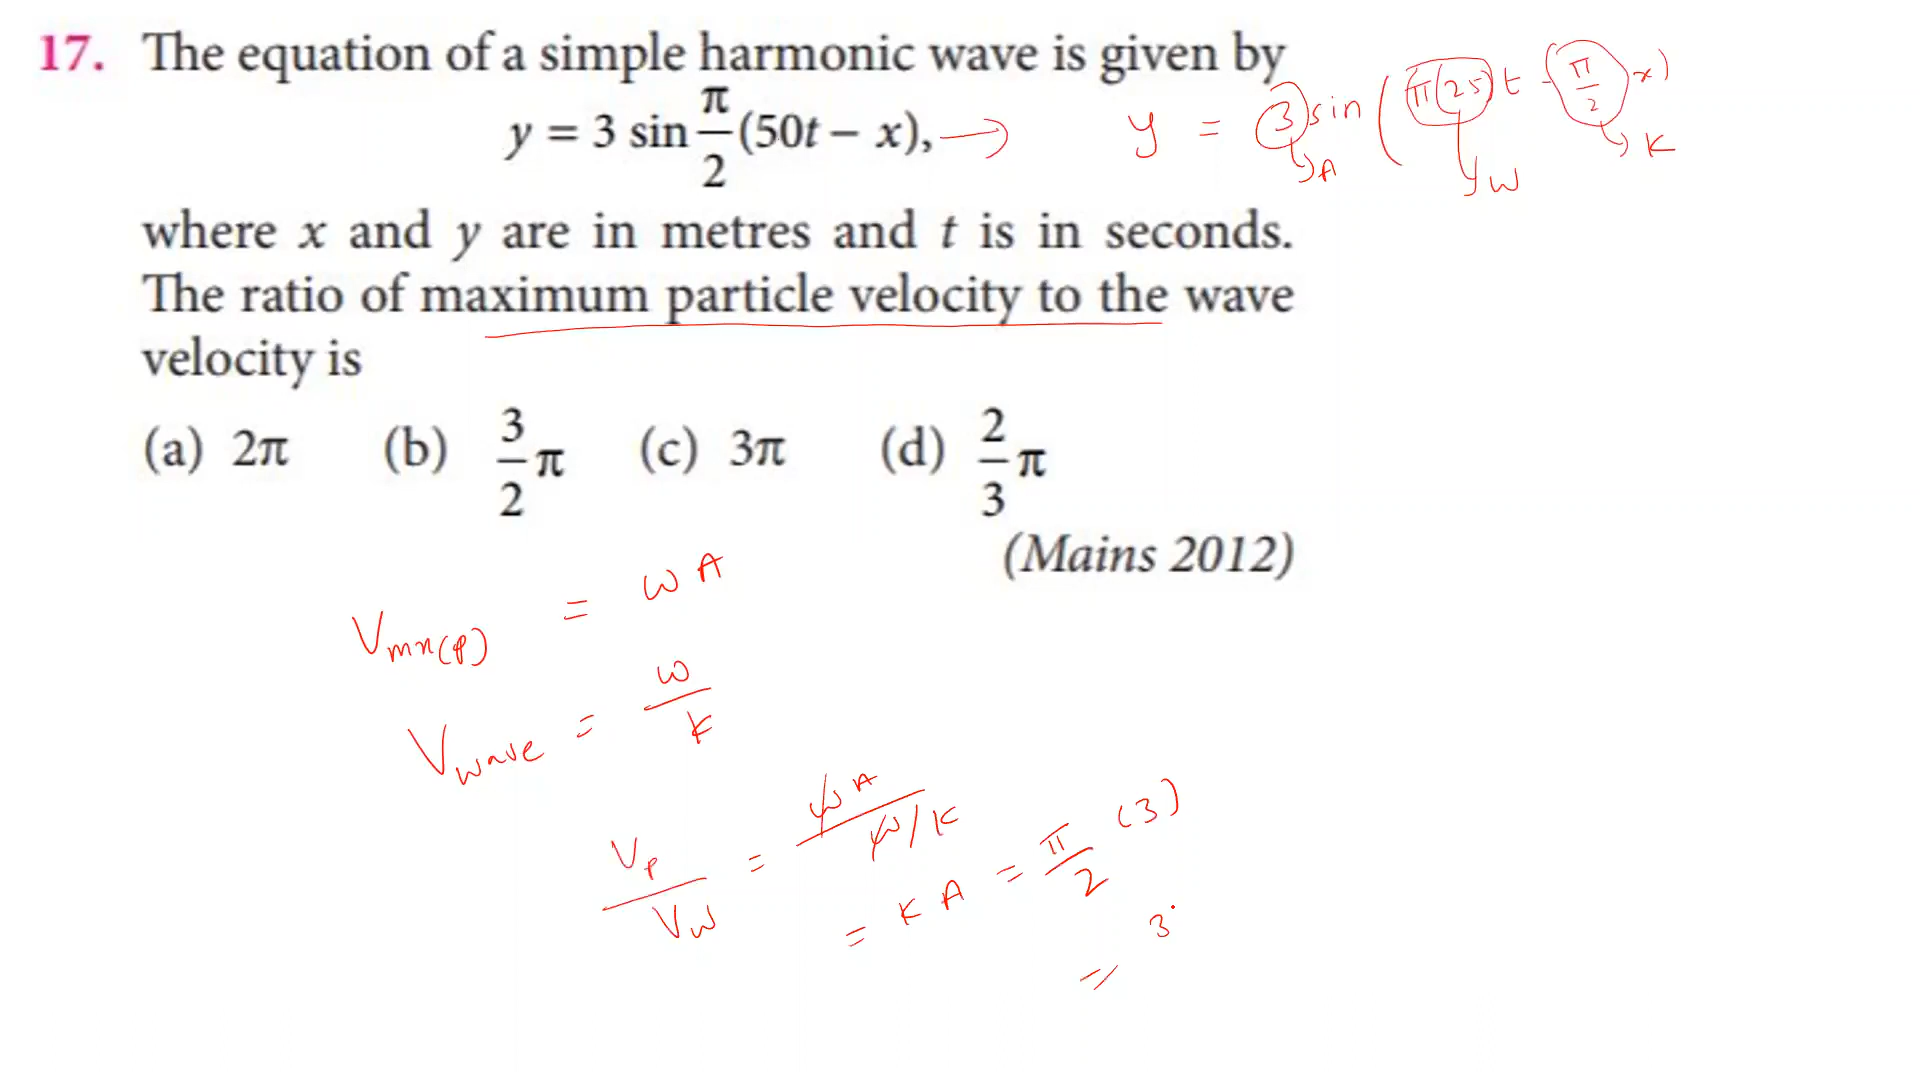 17. The equation of a simple harmonic wave is given by
y = 3 sin π/2 (50t – x), → y = 3 sin (π(25)t - π/2 x)
A ω K
where x and y are in metres and t is in seconds.
The ratio of maximum particle velocity to the wave
velocity is
(a) 2π (b) 3/2 π (c) 3π (d) 2/3 π
(Mains 2012)
Vmx(P) = ω A
Vwave = ω/K
VP/VW = ωA/ω/K
= K A = π/2 (3)
= 3